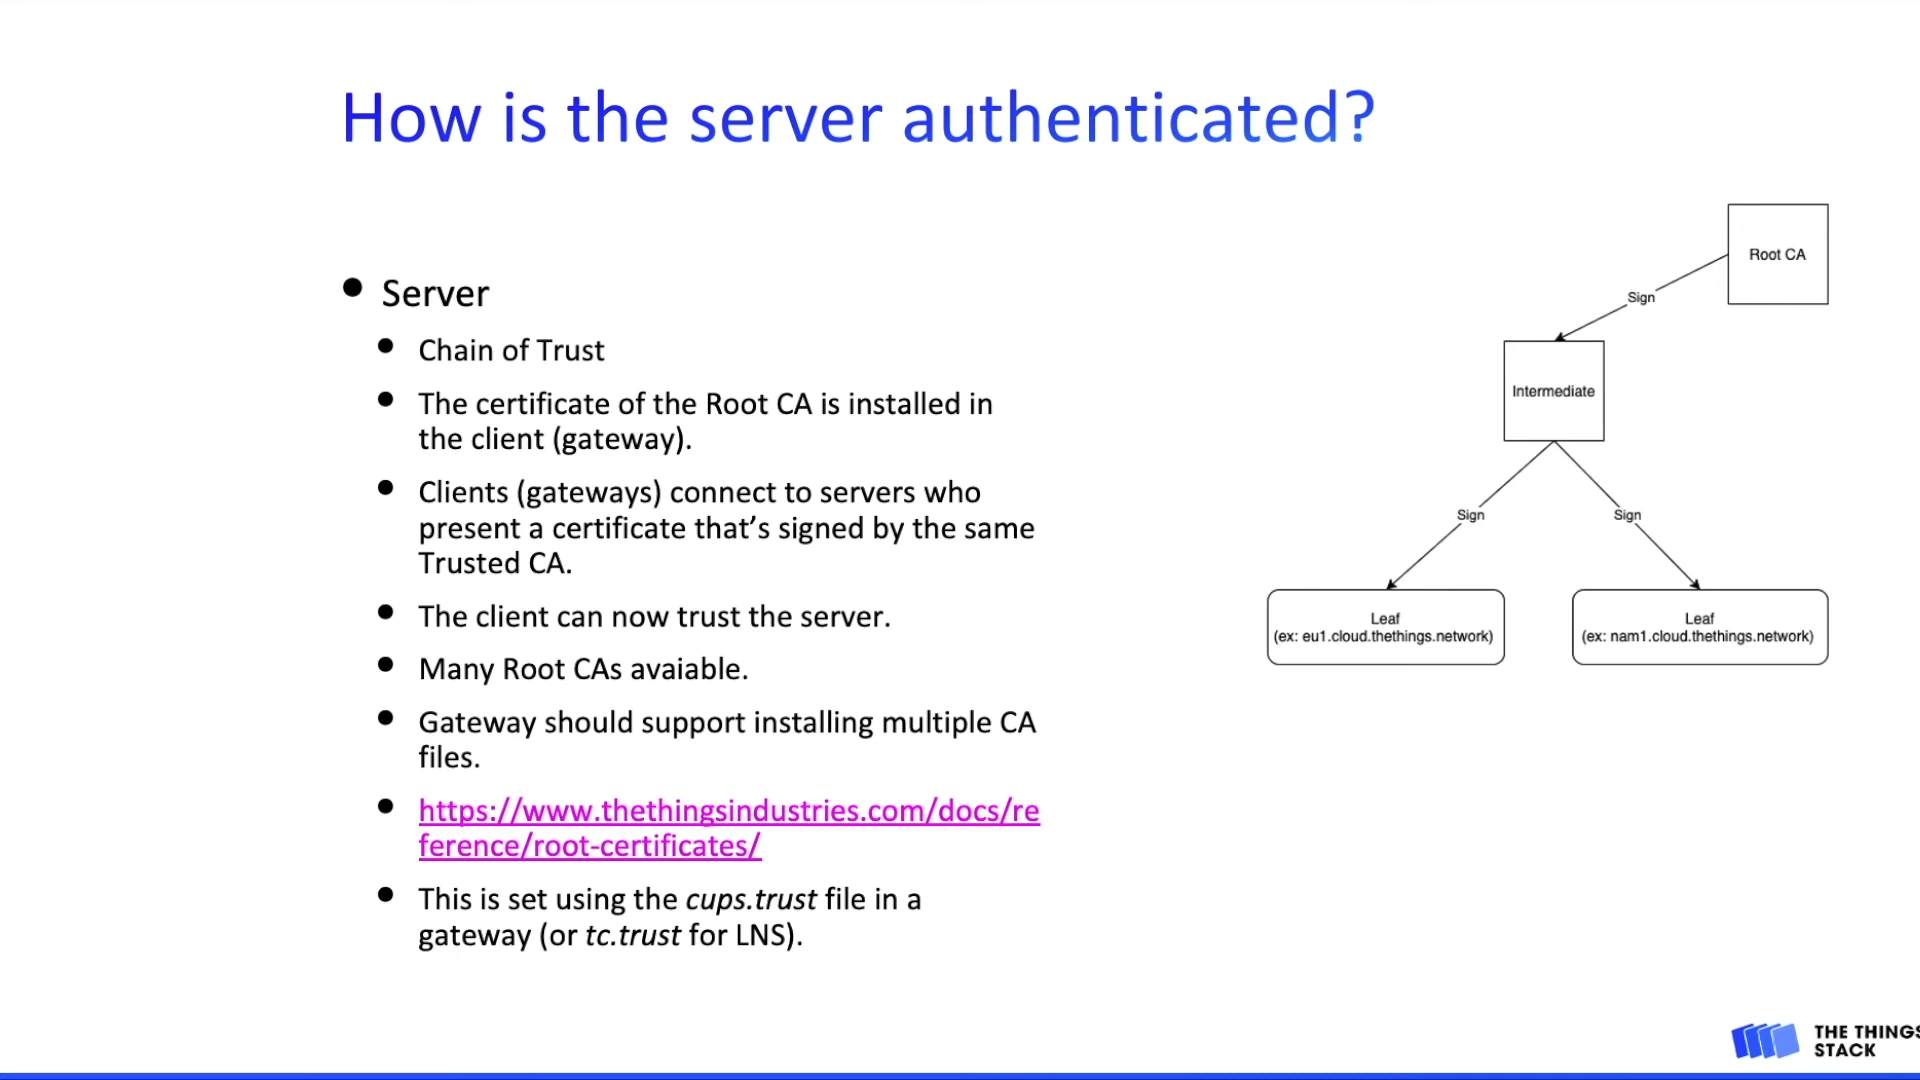 How is the server authenticated?
Server
Chain of Trust
The certificate of the Root CA is installed in
the client (gateway).
Clients (gateways) connect to servers who
present a certificate that’s signed by the same
Trusted CA.
The client can now trust the server.
Many Root CAs avaiable.
Gateway should support installing multiple CA
files.
https://www.thethingsindustries.com/docs/re
ference/root-certificates/
This is set using the cups.trust file in a
gateway (or tc.trust for LNS).
Root CA
Sign
Intermediate
Sign
Sign
Leaf
(ex: eu1.cloud.thethings.network)
Leaf
(ex: nam1.cloud.thethings.network)
THE THINGS
STACK